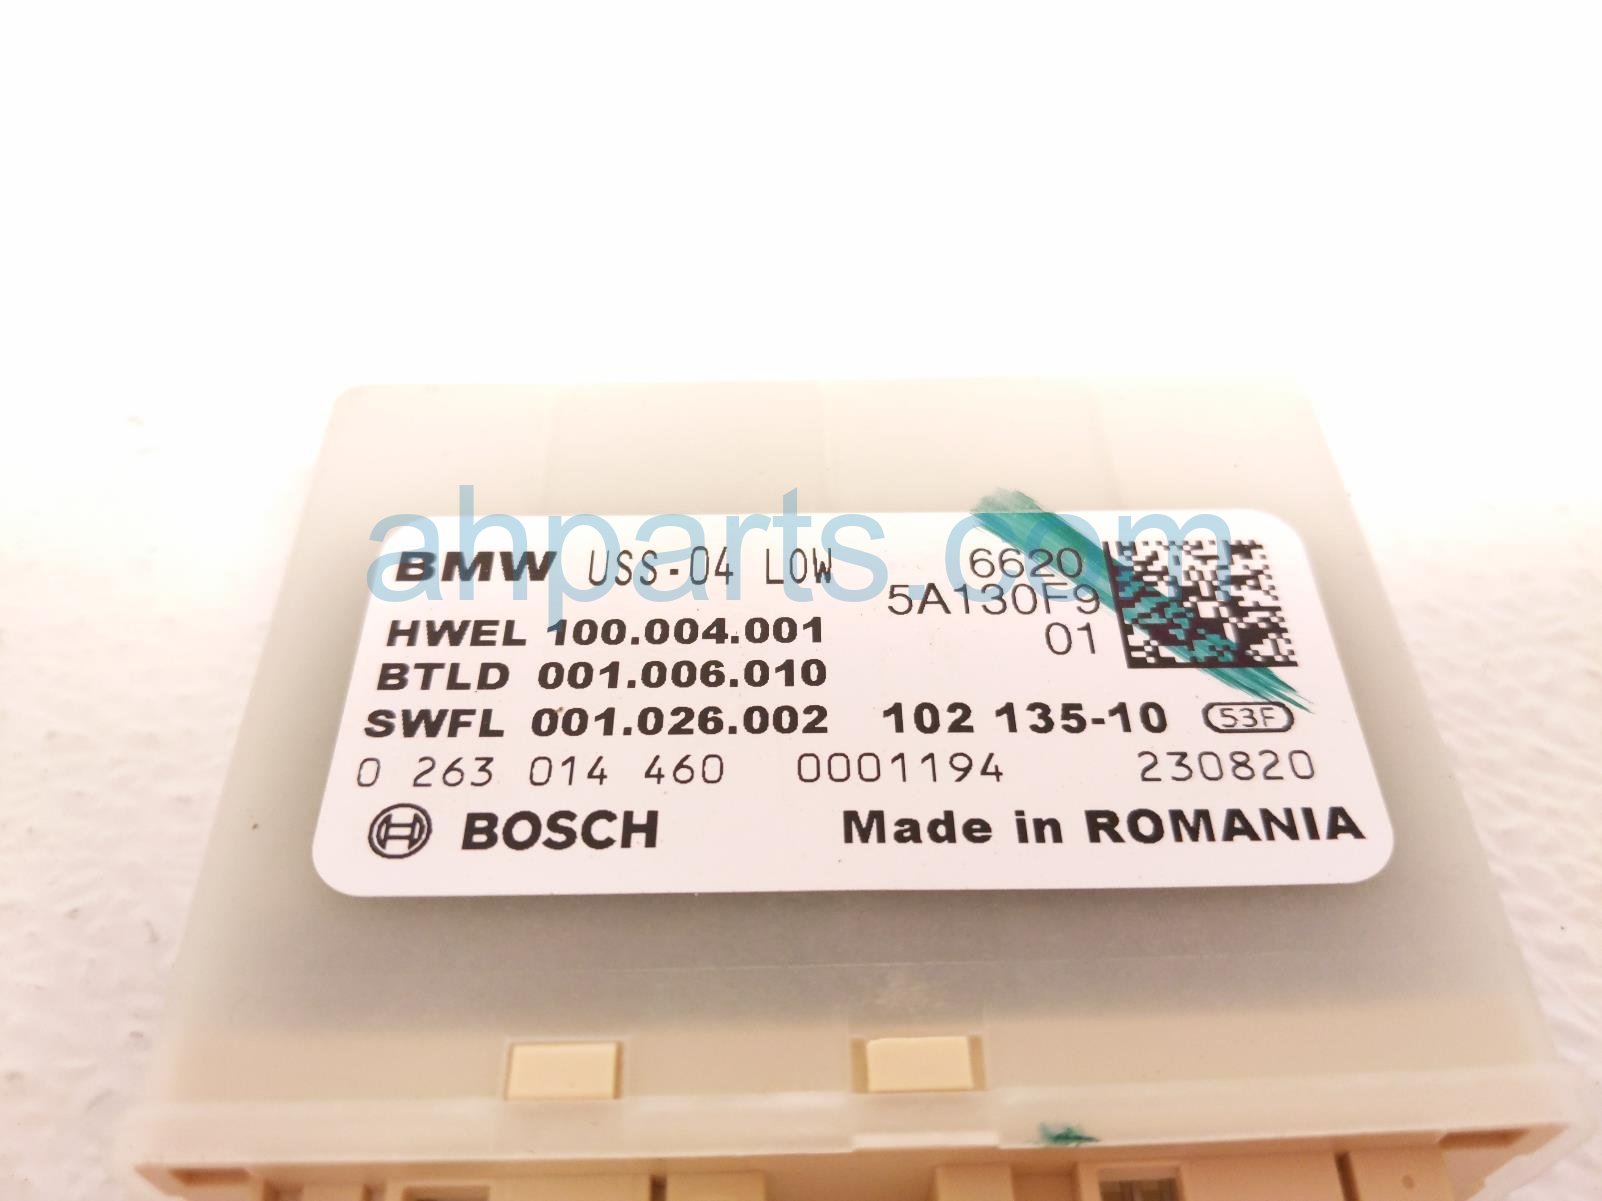 ahparts.com
BMW USS-04 LOW 6620
5A130F9
HWEL 100.004.001 01
BTLD 001.006.010
SWFL 001.026.002 102 135-10 53F
0 263 014 460 0001194 230820
BOSCH Made in ROMANIA